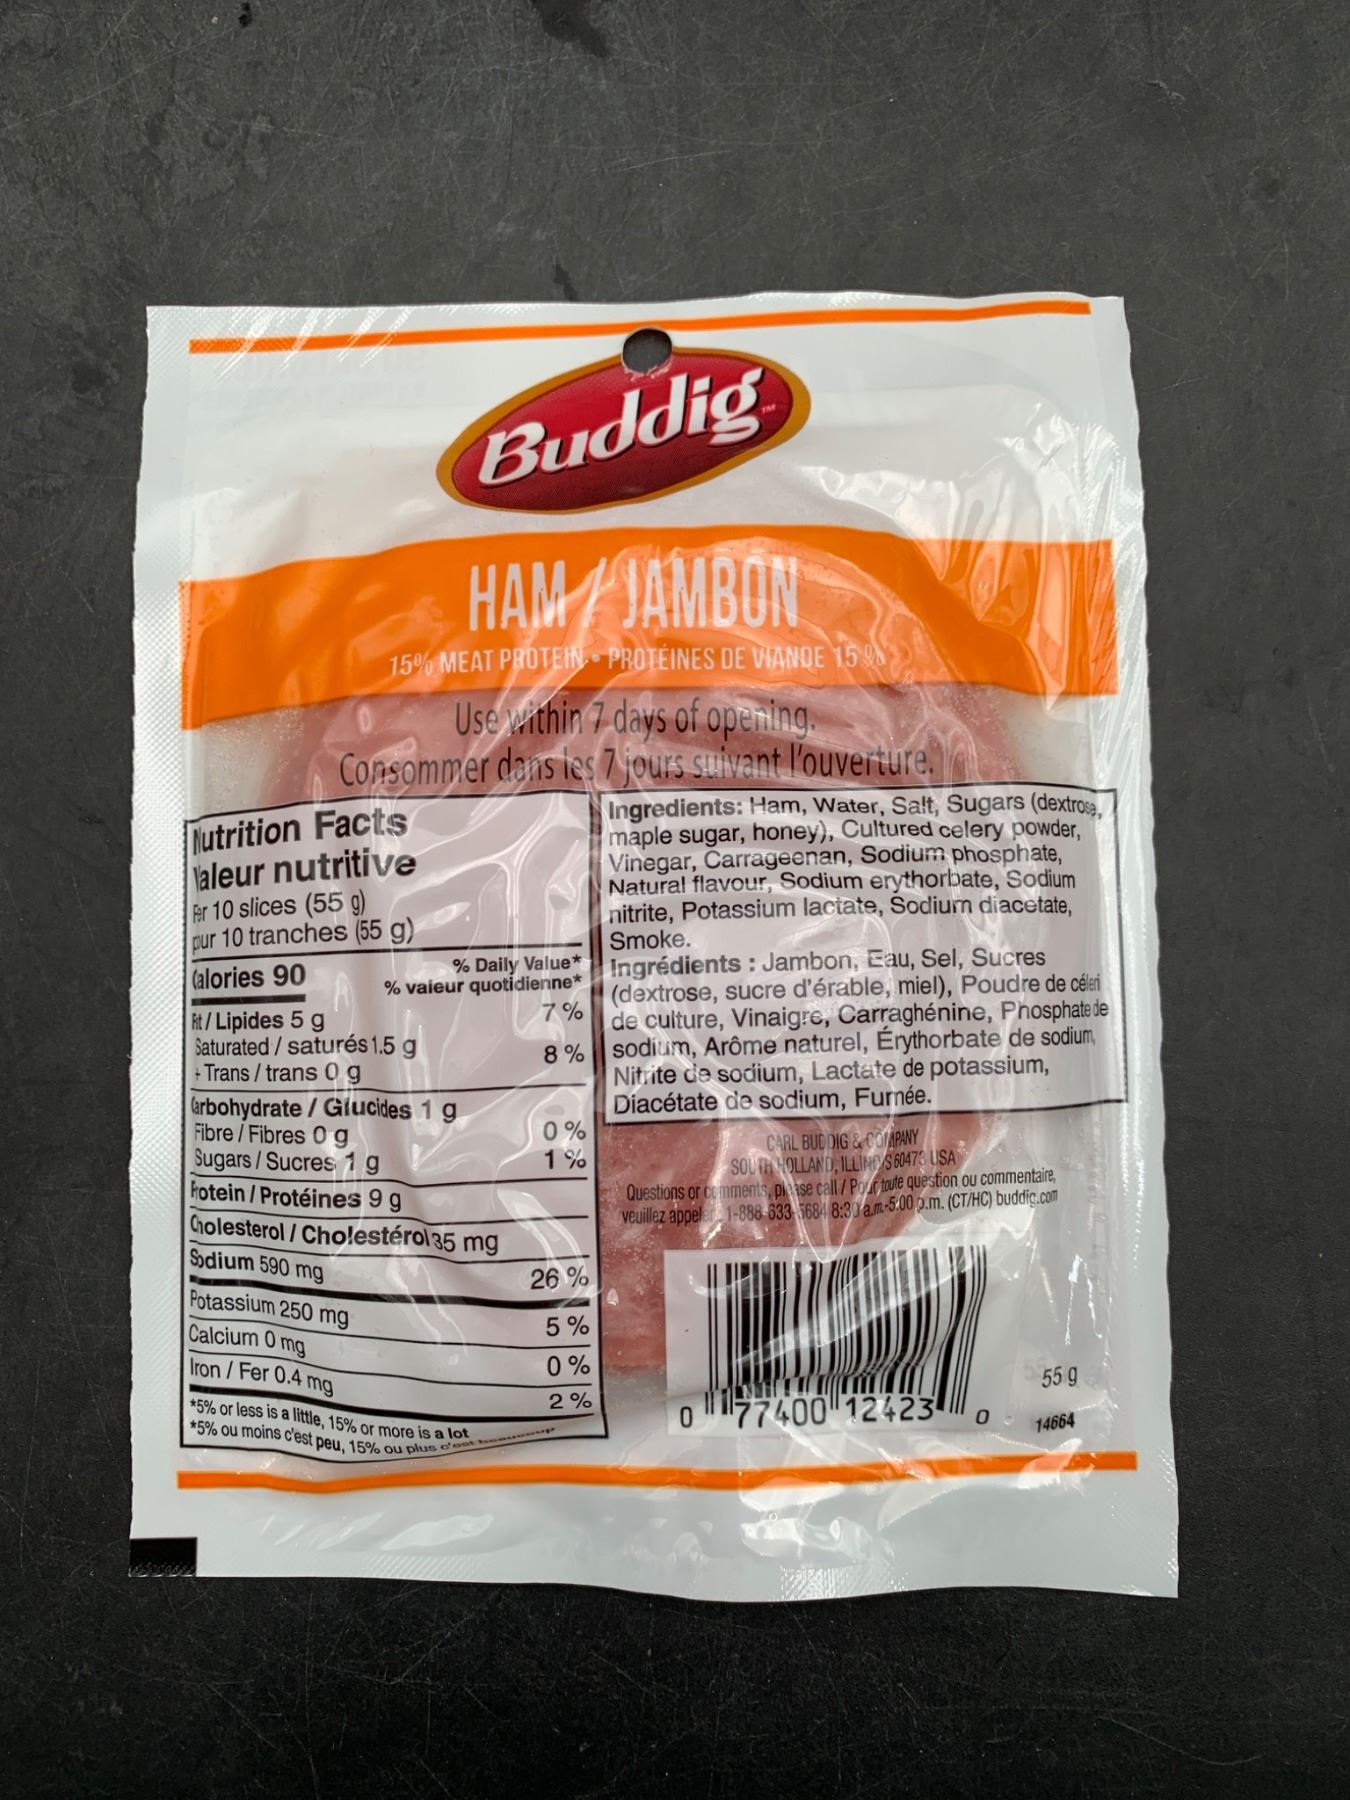 Buddig™
HAM / JAMBON
15% MEAT PROTEIN • PROTÉINES DE VIANDE 15 %
Use within 7 days of opening.
Consommer dans les 7 jours suivant l'ouverture.
Nutrition Facts
Valeur nutritive
Per 10 slices (55 g)
pour 10 tranches (55 g)
Calories 90
% Daily Value*
% valeur quotidienne*
Fat / Lipides 5 g 7 %
Saturated / saturés 1.5 g
+ Trans / trans 0 g 8 %
Carbohydrate / Glucides 1 g
Fibre / Fibres 0 g 0 %
Sugars / Sucres 1 g 1 %
Protein / Protéines 9 g
Cholesterol / Cholestérol 35 mg
Sodium 590 mg 26 %
Potassium 250 mg 5 %
Calcium 0 mg 0 %
Iron / Fer 0.4 mg 2 %
*5% or less is a little, 15% or more is a lot
*5% ou moins c'est peu, 15% ou plus c'est beaucoup
Ingredients: Ham, Water, Salt, Sugars (dextrose,
maple sugar, honey), Cultured celery powder,
Vinegar, Carrageenan, Sodium phosphate,
Natural flavour, Sodium erythorbate, Sodium
nitrite, Potassium lactate, Sodium diacetate,
Smoke.
Ingrédients : Jambon, Eau, Sel, Sucres
(dextrose, sucre d'érable, miel), Poudre de céleri
de culture, Vinaigre, Carraghénine, Phosphate de
sodium, Arôme naturel, Érythorbate de sodium,
Nitrite de sodium, Lactate de potassium,
Diacétate de sodium, Fumée.
CARL BUDDIG & COMPANY
SOUTH HOLLAND, ILLINOIS 60473 USA
Questions or comments, please call / Pour toute question ou commentaire,
veuillez appeler 1-888-633-5684 8:30 a.m.-5:00 p.m. (CT/HC) buddig.com
0 77400 12423 0
55 g
14664